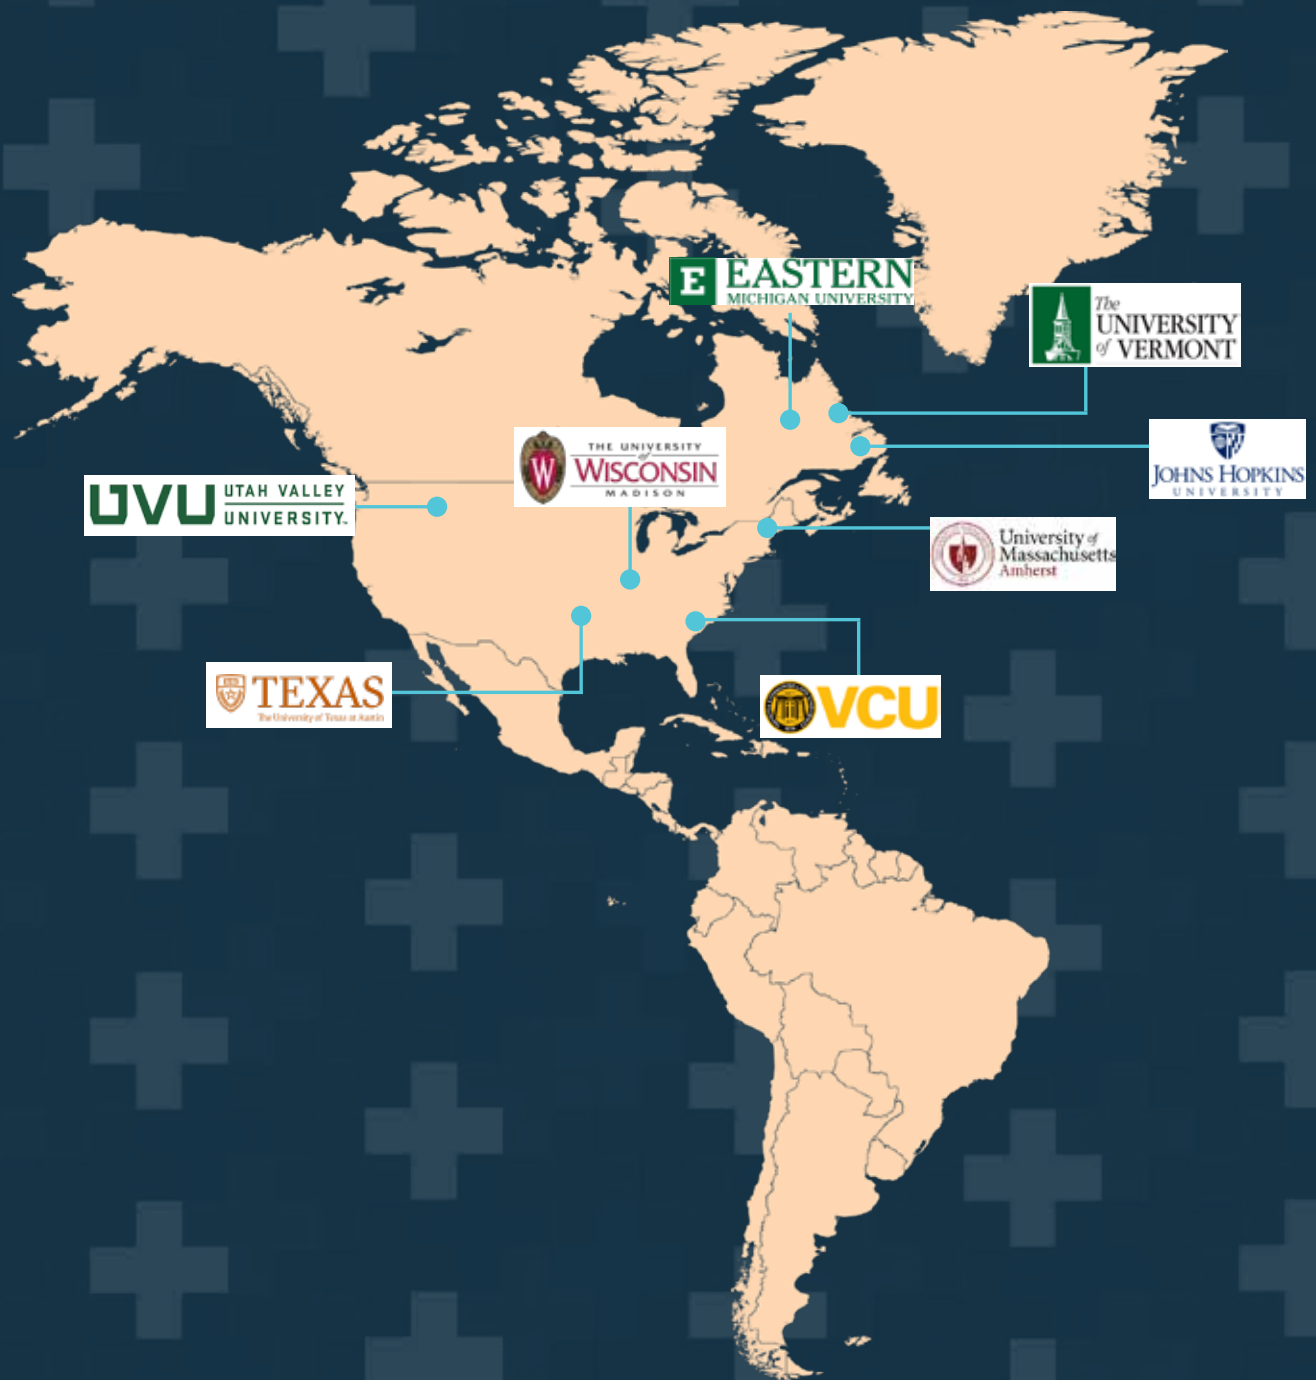 E EASTERN
MICHIGAN UNIVERSITY
The
UNIVERSITY
of VERMONT
JOHNS HOPKINS
UNIVERSITY
THE UNIVERSITY
of
WISCONSIN
MADISON
W
UVU UTAH VALLEY
UNIVERSITY
University of
Massachusetts
Amherst
TEXAS
The University of Texas at Austin
VCU